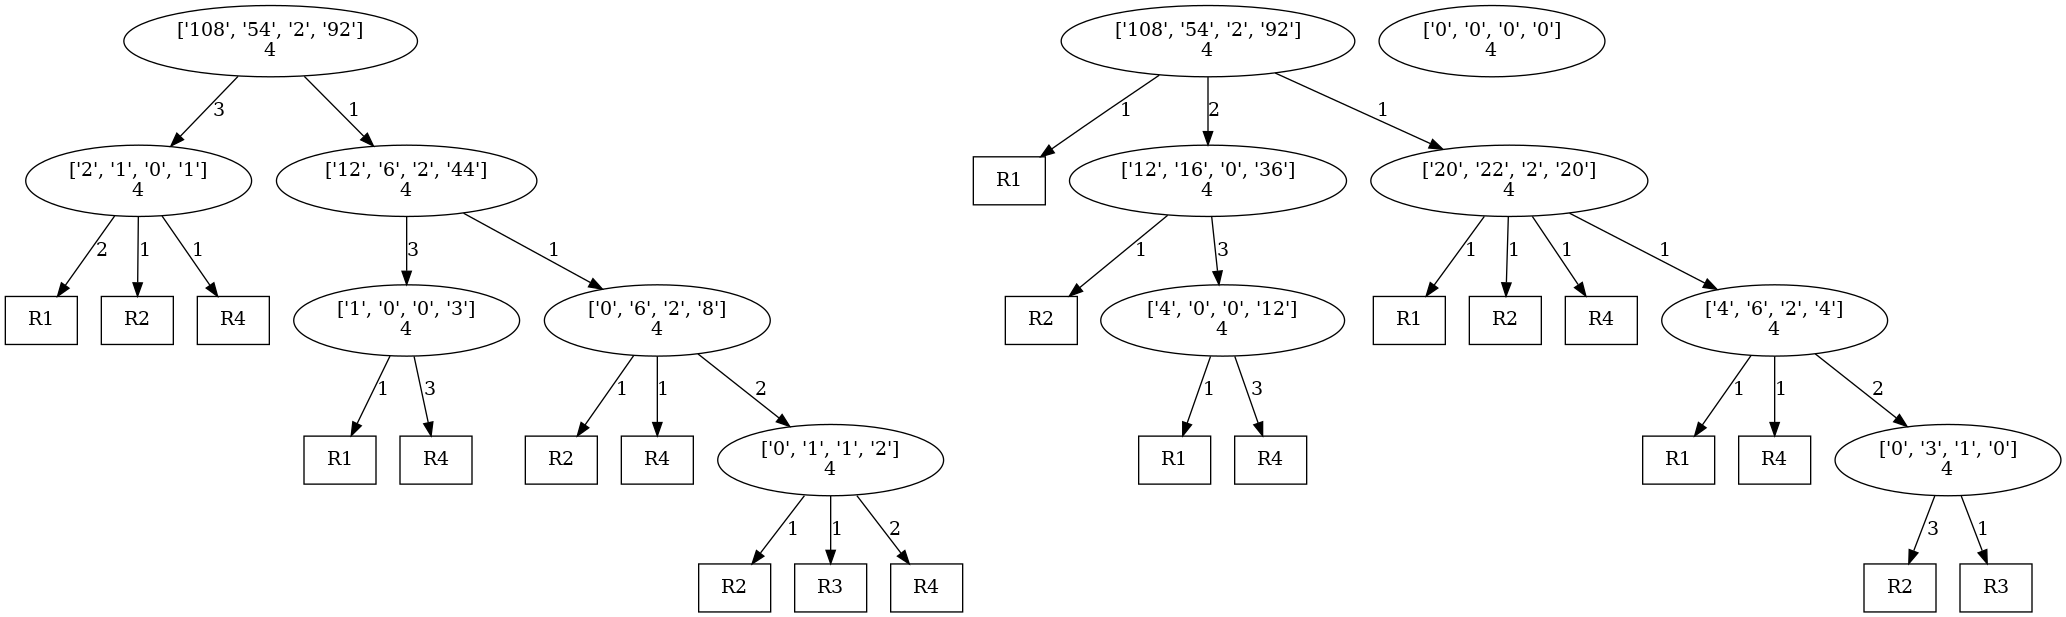 ['108', '54', '2', '92']
4
['108', '54', '2', '92']
4
['0', '0', '0', '0']
4
3
1
1
2
1
['2', '1', '0', '1']
4
['12', '6', '2', '44']
4
R1
['12', '16', '0', '36']
4
['20', '22', '2', '20']
4
2
1
1
3
1
1
3
1
1
1
1
R1
R2
R4
['1', '0', '0', '3']
4
['0', '6', '2', '8']
4
R2
['4', '0', '0', '12']
4
R1
R2
R4
['4', '6', '2', '4']
4
1
3
1
1
2
1
3
1
1
2
R1
R4
R2
R4
['0', '1', '1', '2']
4
R1
R4
R1
R4
['0', '3', '1', '0']
4
1
1
2
3
1
R2
R3
R4
R2
R3